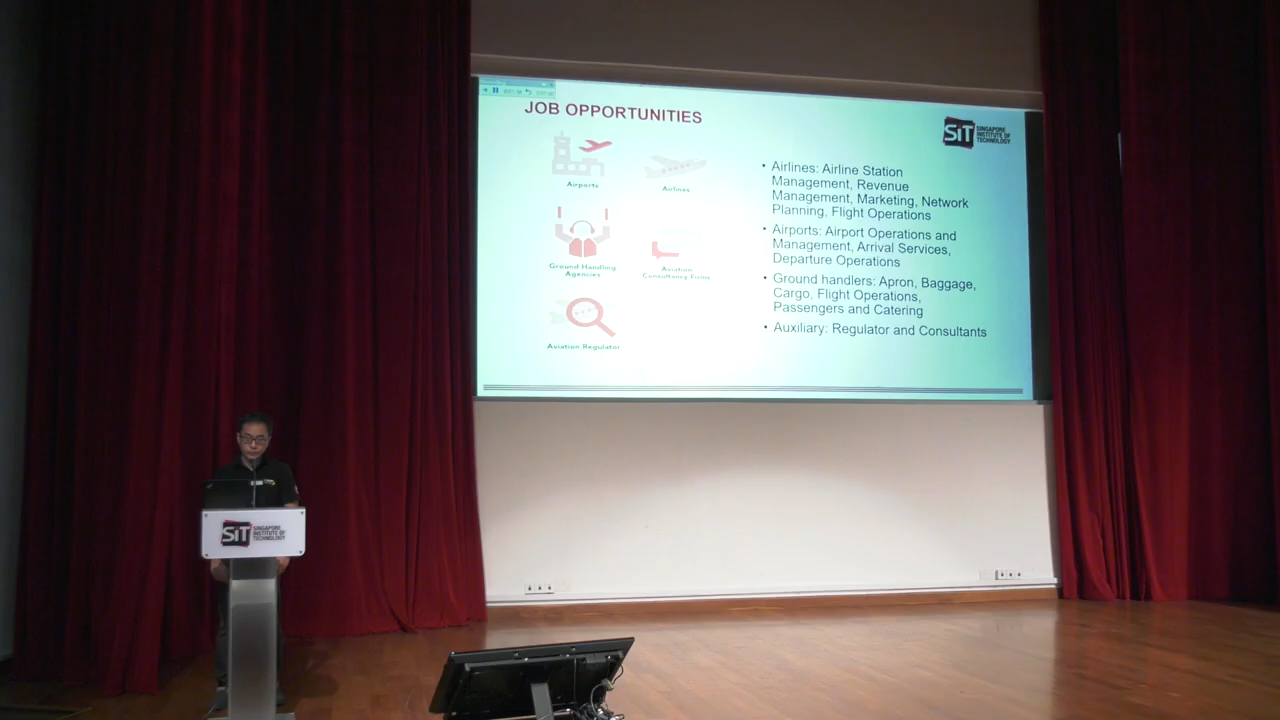 JOB OPPORTUNITIES
SiT
SINGAPORE
INSTITUTE OF
TECHNOLOGY
Airports
Airlines
Ground Handling
Agencies
Aviation
Consultancy Firms
Aviation Regulator
• Airlines: Airline Station
Management, Revenue
Management, Marketing, Network
Planning, Flight Operations
• Airports: Airport Operations and
Management, Arrival Services,
Departure Operations
• Ground handlers: Apron, Baggage,
Cargo, Flight Operations,
Passengers and Catering
• Auxiliary: Regulator and Consultants
SiT
SINGAPORE
INSTITUTE OF
TECHNOLOGY